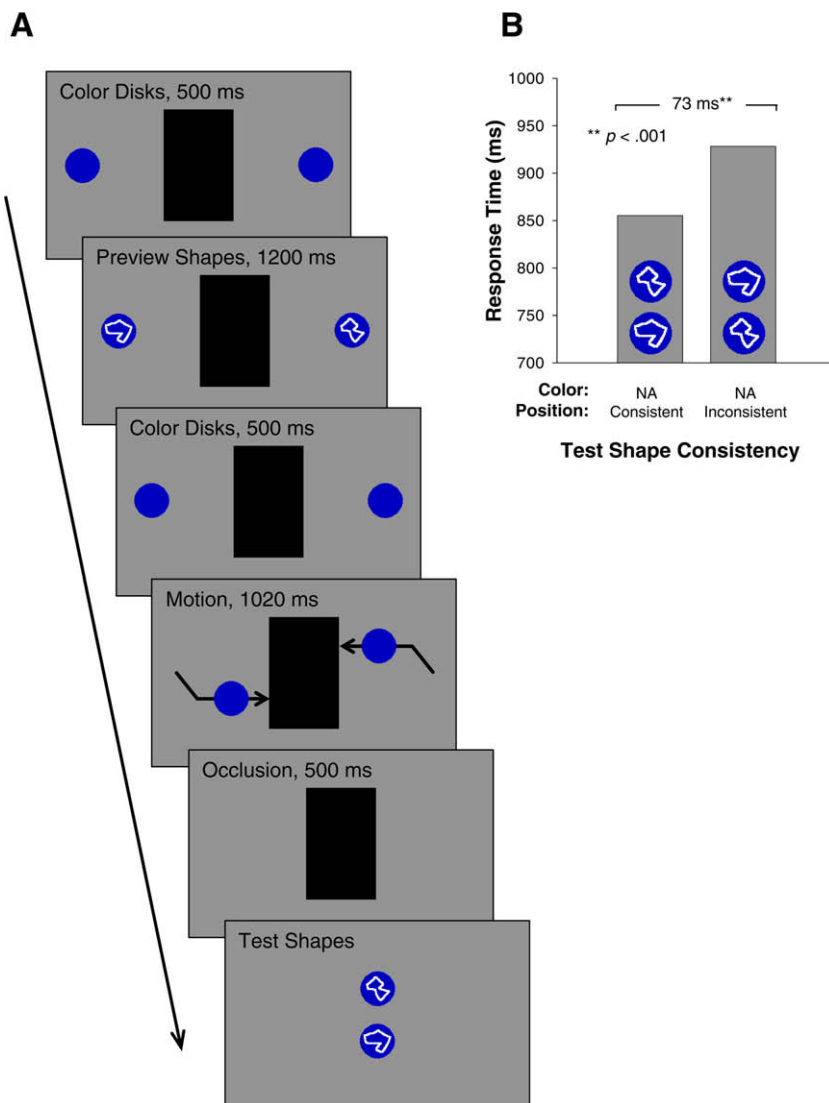 A
Color Disks, 500 ms
Preview Shapes, 1200 ms
Color Disks, 500 ms
Motion, 1020 ms
Occlusion, 500 ms
Test Shapes
B
Response Time (ms)
1000
950
900
850
800
750
700
73 ms**
** p < .001
Color: NA NA
Position: Consistent Inconsistent
Test Shape Consistency